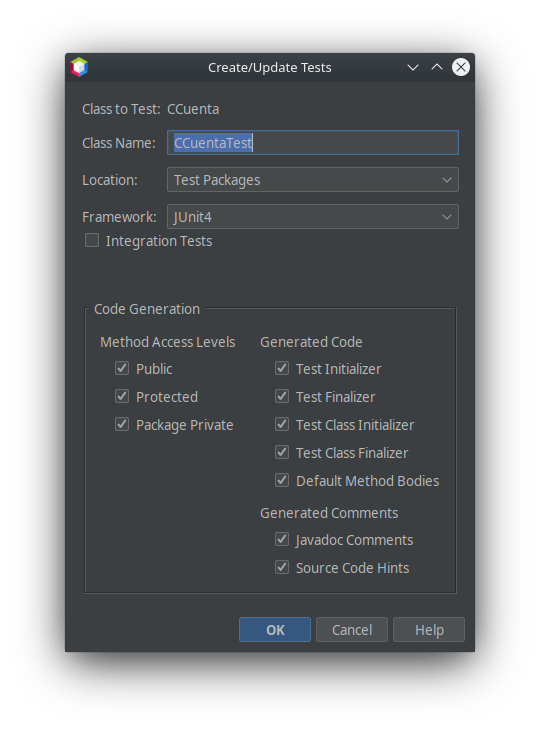 Create/Update Tests
Class to Test: CCuenta
Class Name: CCuentaTest
Location: Test Packages
Framework: JUnit4
Integration Tests
Code Generation
Method Access Levels
Public
Protected
Package Private
Generated Code
Test Initializer
Test Finalizer
Test Class Initializer
Test Class Finalizer
Default Method Bodies
Generated Comments
Javadoc Comments
Source Code Hints
OK Cancel Help